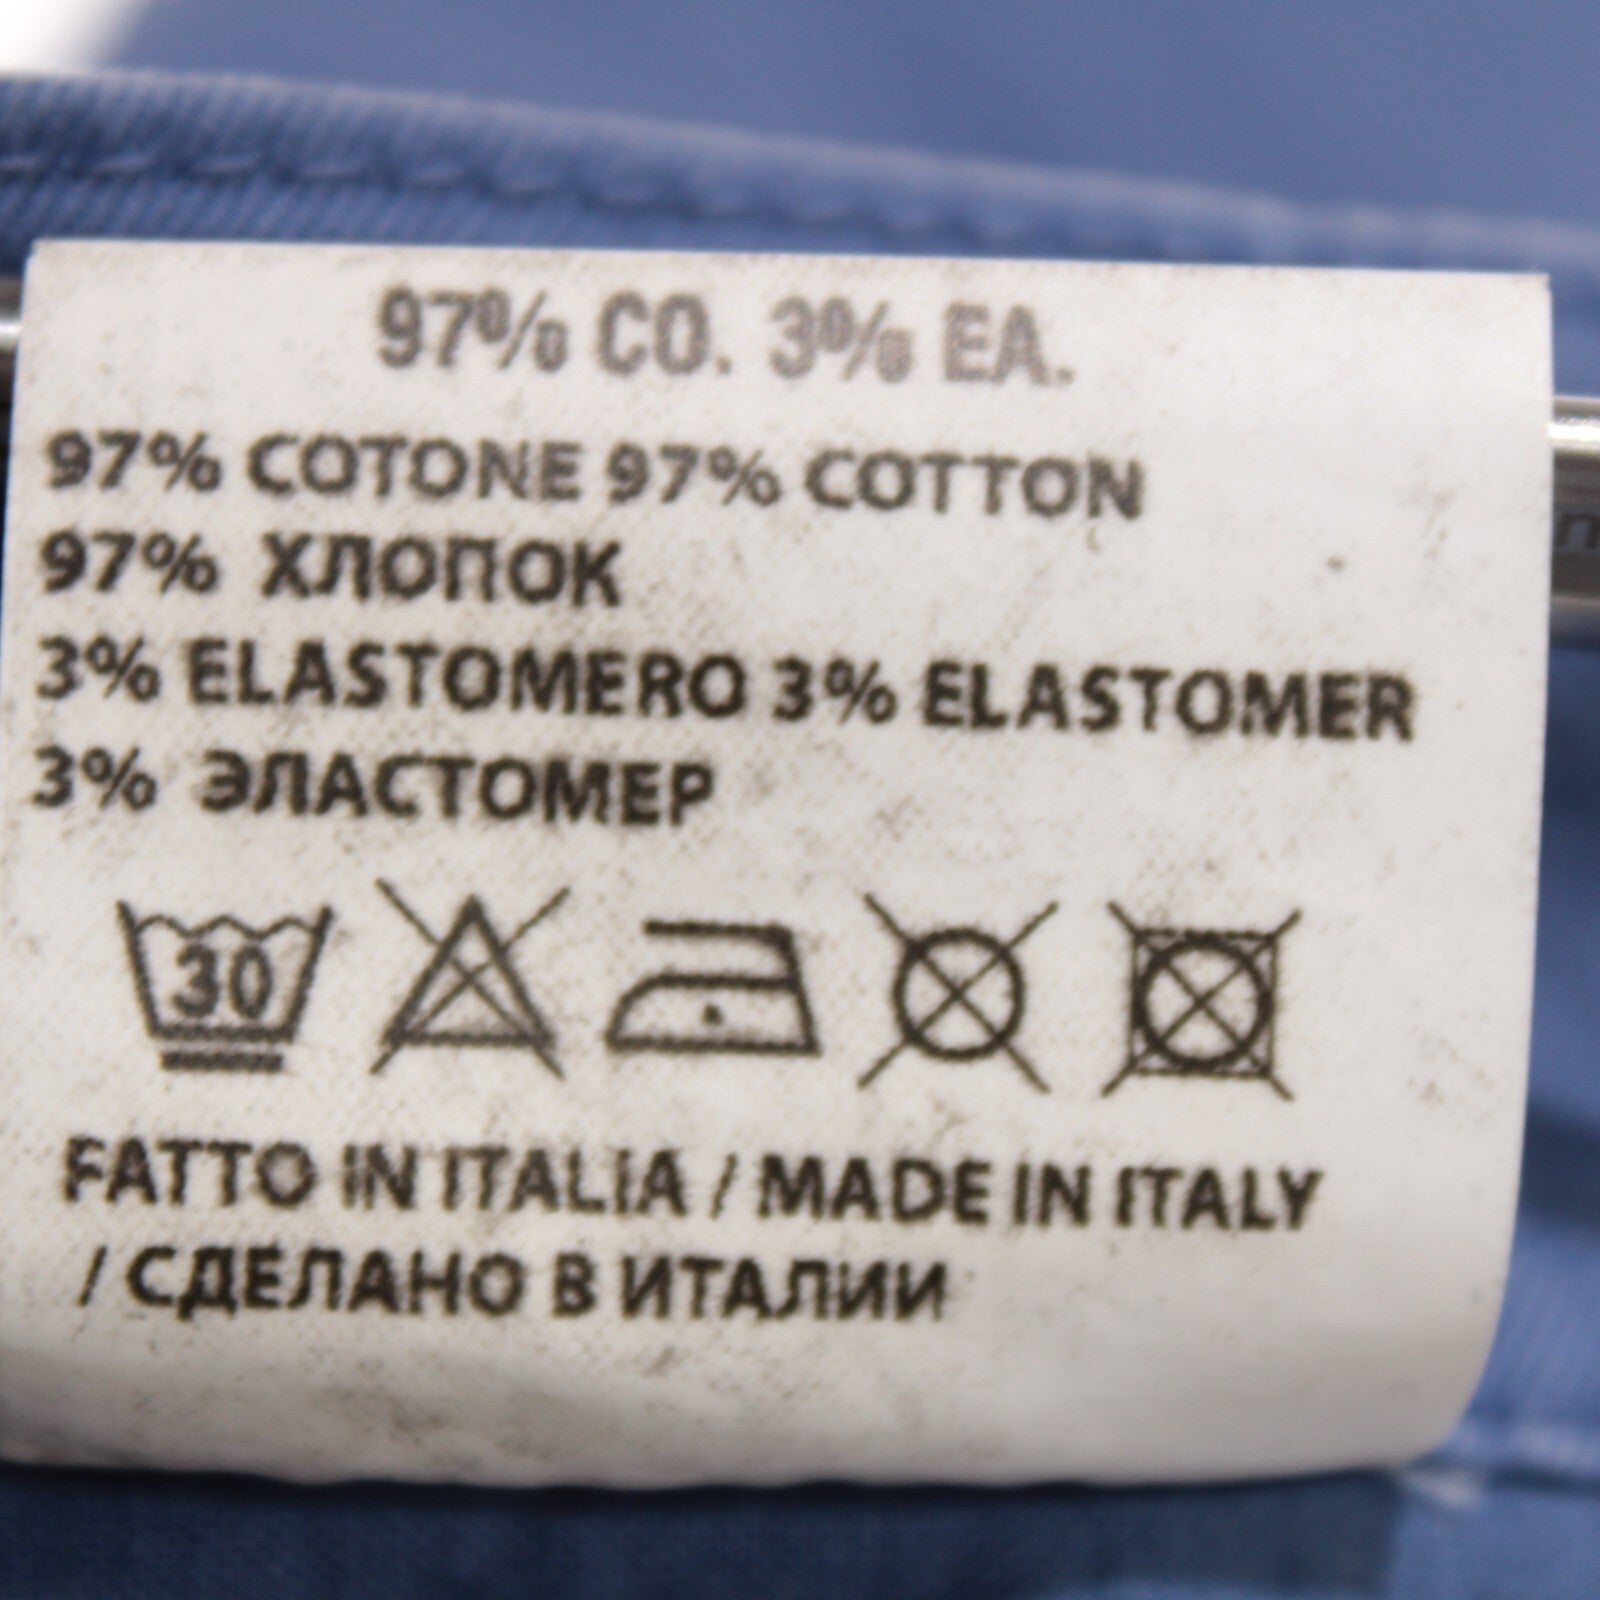 97% CO. 3% EA.
97% COTONE 97% COTTON
97% ХЛОПОК
3% ELASTOMERO 3% ELASTOMER
3% ЭЛАСТОМЕР
30
FATTO IN ITALIA / MADE IN ITALY
/ СДЕЛАНО В ИТАЛИИ